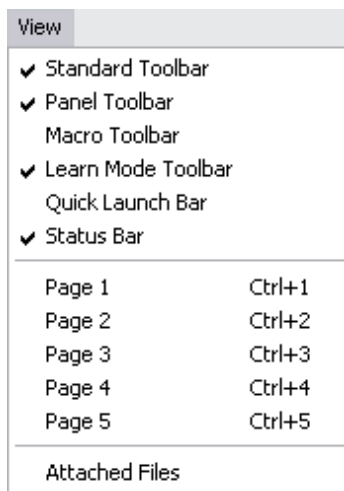 View
Standard Toolbar
Panel Toolbar
Macro Toolbar
Learn Mode Toolbar
Quick Launch Bar
Status Bar
Page 1 Ctrl+1
Page 2 Ctrl+2
Page 3 Ctrl+3
Page 4 Ctrl+4
Page 5 Ctrl+5
Attached Files